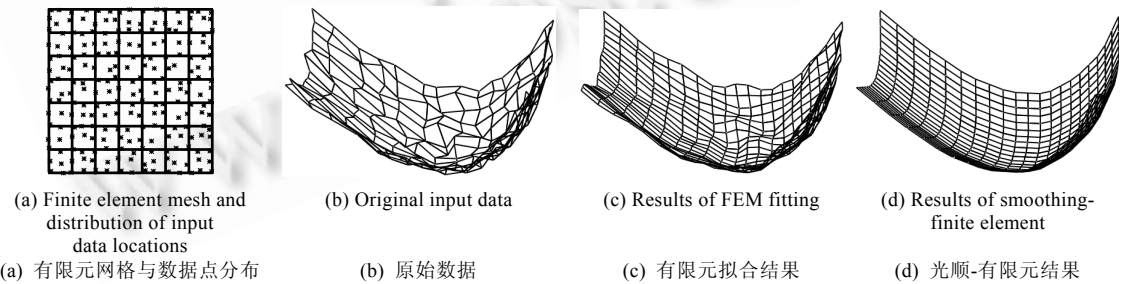 (a) Finite element mesh and
distribution of input
data locations
(b) Original input data
(c) Results of FEM fitting
(d) Results of smoothing-
finite element
(a) 有限元网格与数据点分布
(b) 原始数据
(c) 有限元拟合结果
(d) 光顺-有限元结果